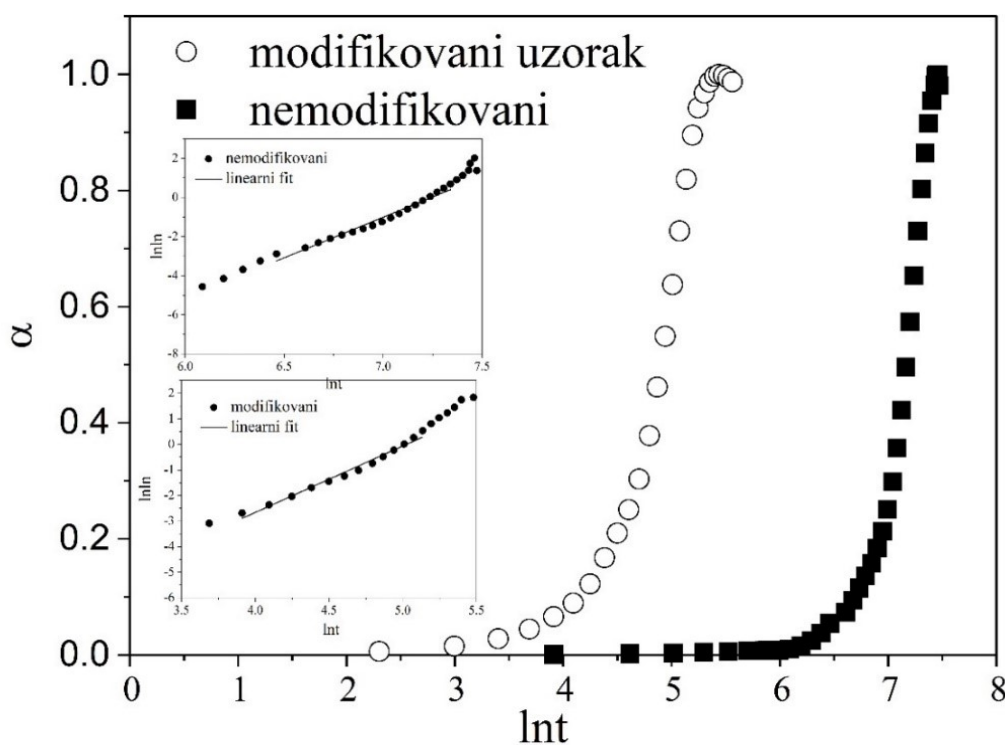 modifikovani uzorak
nemodifikovani
1.0
0.8
0.6
0.4
0.2
0.0
α
0 1 2 3 4 5 6 7 8
lnt
nemodifikovani
linearni fit
2
0
-2
-4
-6
-8
lnln
6.0 6.5 7.0 7.5
lnt
modifikovani
linearni fit
2
1
0
-1
-2
-3
-4
-5
-6
lnln
3.5 4.0 4.5 5.0 5.5
lnt